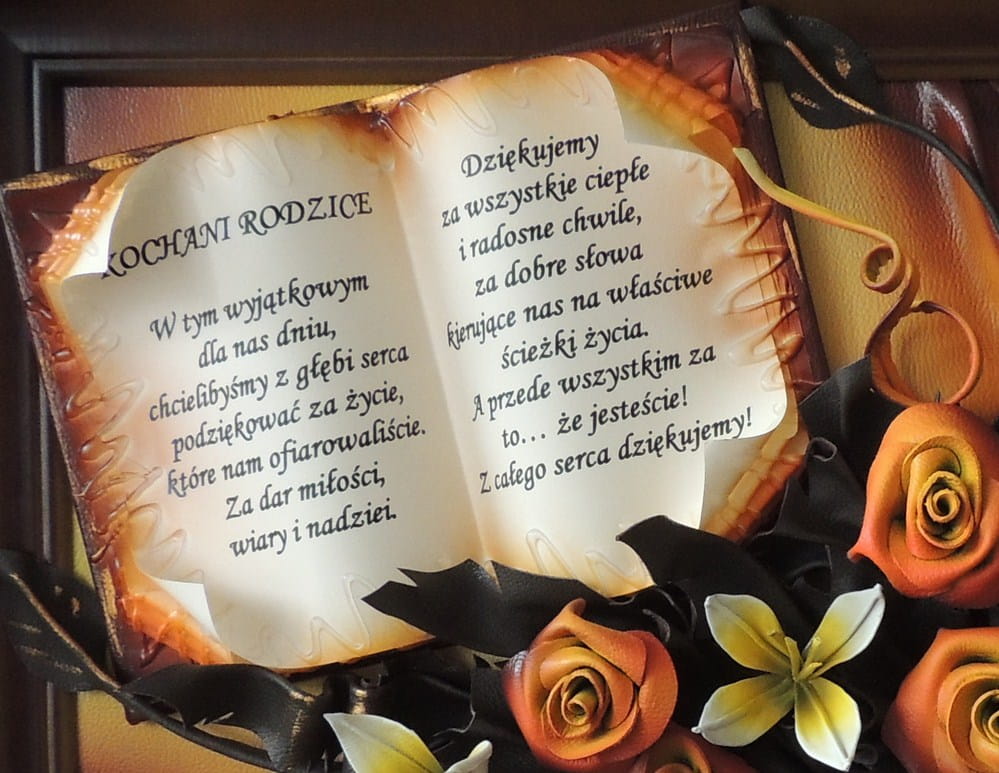 KOCHANI RODZICE
W tym wyjątkowym
dla nas dniu,
chcielibyśmy z głębi serca
podziękować za życie,
które nam ofiarowaliście.
Za dar miłości,
wiary i nadziei.
Dziękujemy
za wszystkie ciepłe
i radosne chwile,
za dobre słowa
kierujące nas na właściwe
ścieżki życia.
A przede wszystkim za
to... że jesteście!
Z całego serca dziękujemy!